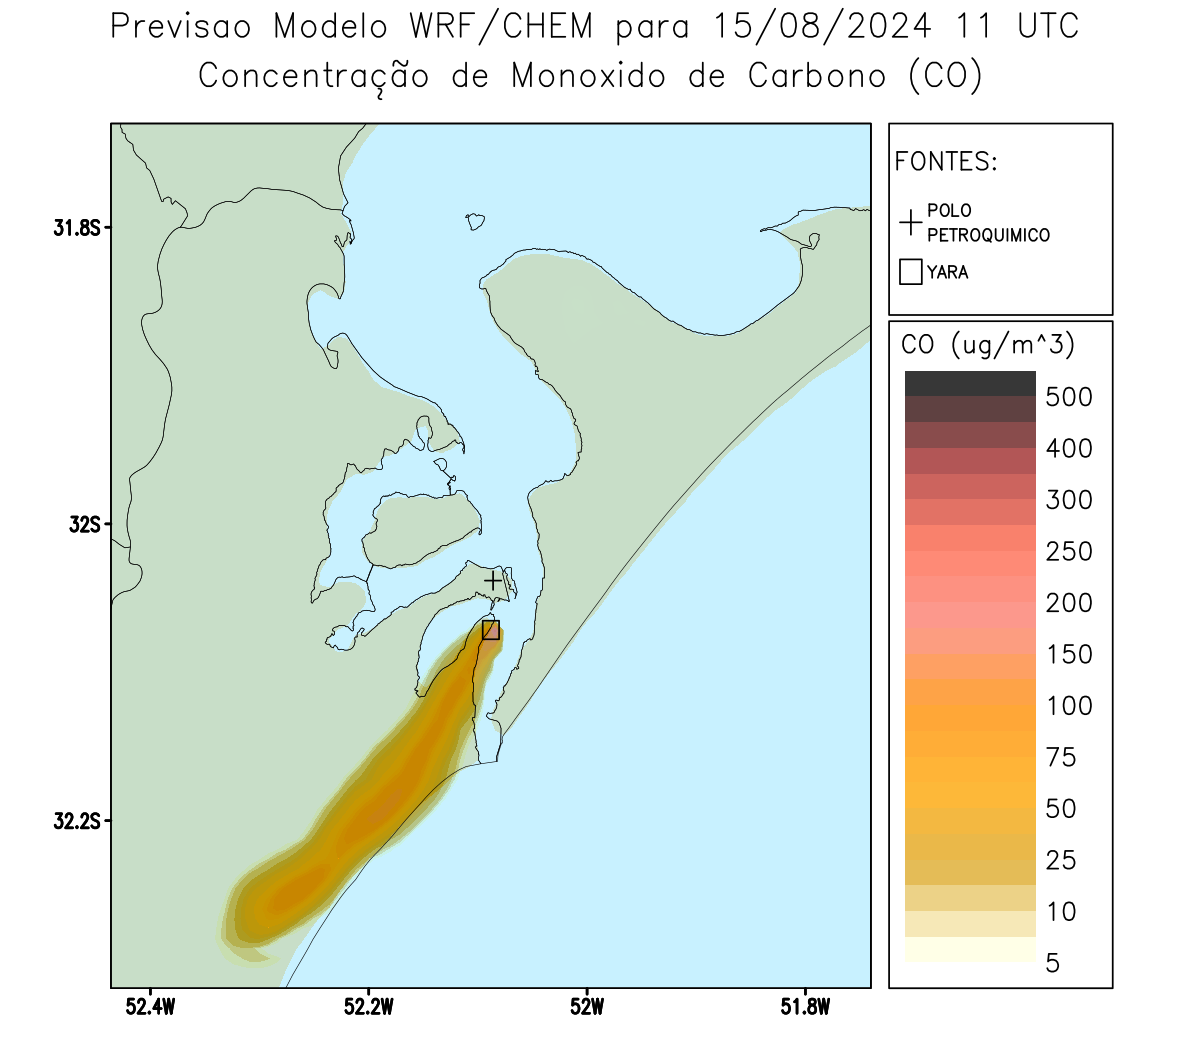 Previsao Modelo WRF/CHEM para 15/08/2024 11 UTC
Concentração de Monoxido de Carbono (CO)
FONTES:
POLO
PETROQUIMICO
YARA
CO (ug/m^3)
500
400
300
250
200
150
100
75
50
25
10
5
31.8S
32S
32.2S
52.4W
52.2W
52W
51.8W